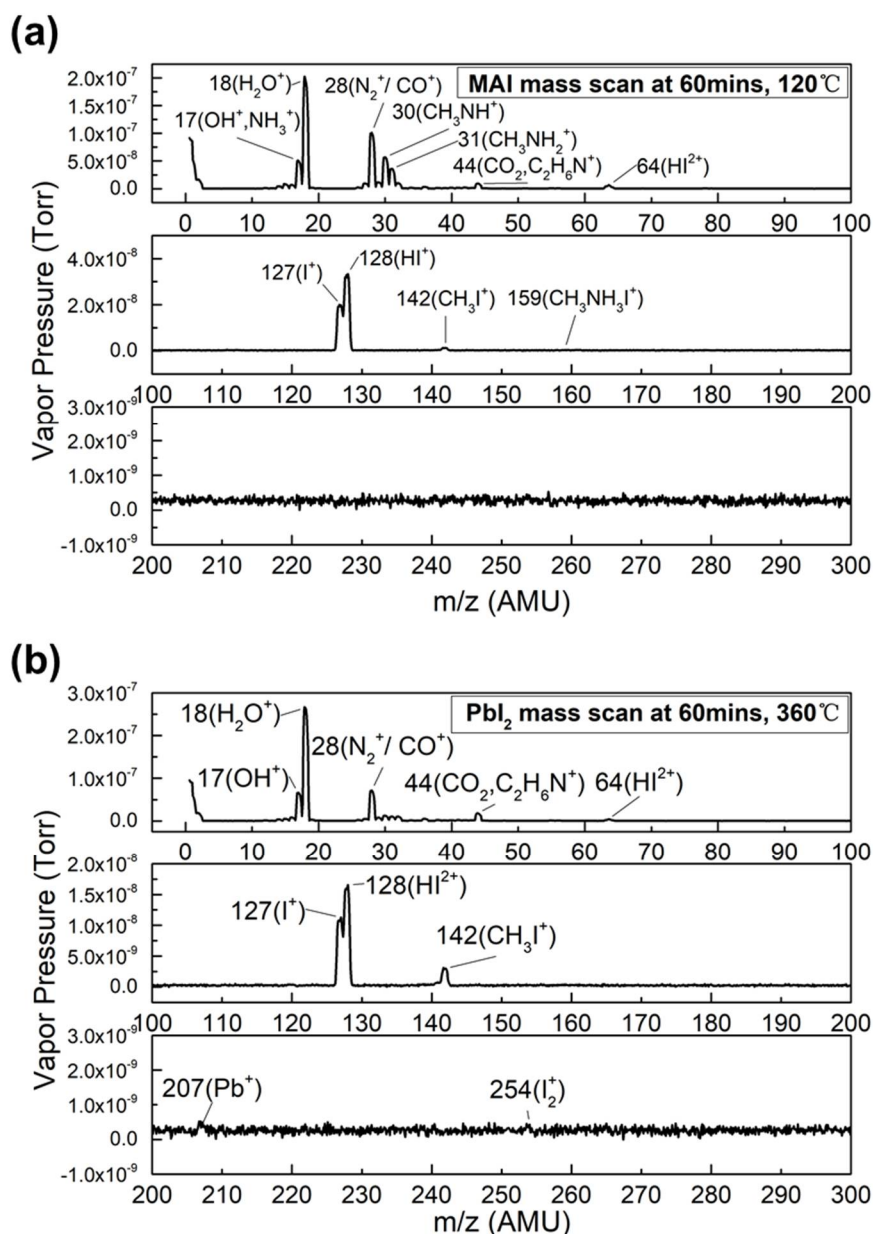 (a)
MAI mass scan at 60mins, 120℃
18(H₂O⁺)
28(N₂⁺/ CO⁺)
30(CH₃NH⁺)
17(OH⁺,NH₃⁺)
31(CH₃NH₂⁺)
44(CO₂,C₂H₆N⁺)
64(HI²⁺)
2.0x10⁻⁷
1.5x10⁻⁷
1.0x10⁻⁷
5.0x10⁻⁸
0.0
0 10 20 30 40 50 60 70 80 90 100
4.0x10⁻⁸
2.0x10⁻⁸
0.0
127(I⁺)
128(HI⁺)
142(CH₃I⁺)
159(CH₃NH₃I⁺)
100 110 120 130 140 150 160 170 180 190 200
3.0x10⁻⁹
2.0x10⁻⁹
1.0x10⁻⁹
0.0
-1.0x10⁻⁹
200 210 220 230 240 250 260 270 280 290 300
Vapor Pressure (Torr)
m/z (AMU)
(b)
PbI₂ mass scan at 60mins, 360℃
18(H₂O⁺)
28(N₂⁺/ CO⁺)
17(OH⁺)
44(CO₂,C₂H₆N⁺)
64(HI²⁺)
3.0x10⁻⁷
2.0x10⁻⁷
1.0x10⁻⁷
0.0
0 10 20 30 40 50 60 70 80 90 100
2.0x10⁻⁸
1.5x10⁻⁸
1.0x10⁻⁸
5.0x10⁻⁹
0.0
128(HI²⁺)
127(I⁺)
142(CH₃I⁺)
100 110 120 130 140 150 160 170 180 190 200
3.0x10⁻⁹
2.0x10⁻⁹
1.0x10⁻⁹
0.0
-1.0x10⁻⁹
207(Pb⁺)
254(I₂⁺)
200 210 220 230 240 250 260 270 280 290 300
Vapor Pressure (Torr)
m/z (AMU)